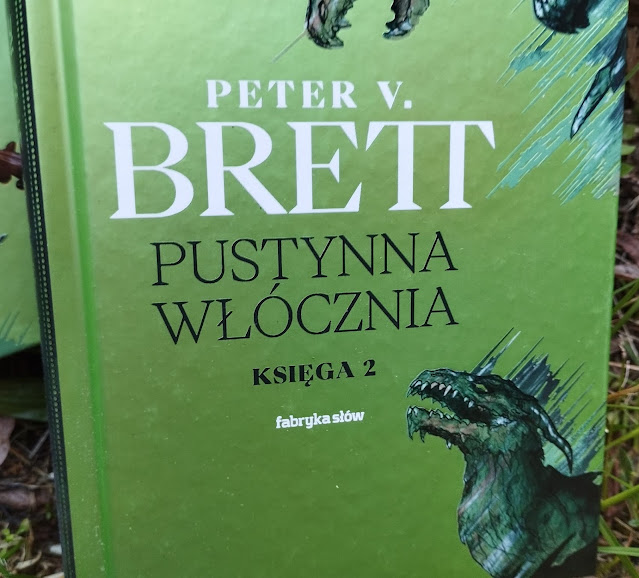 PETER V.
BRETT
PUSTYNNA
WŁÓCZNIA
KSIĘGA 2
fabryka słów